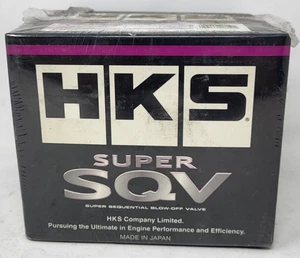 HKS®
SUPER
SQV
SUPER SEQUENTIAL BLOW-OFF VALVE
HKS Company Limited.
Pursuing the Ultimate in Engine Performance and Efficiency.
MADE IN JAPAN